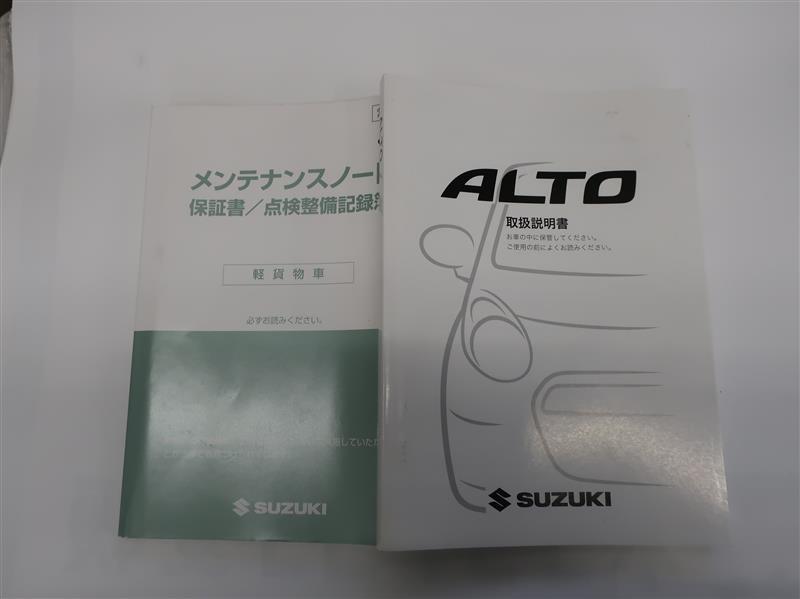 メンテナンスノート
保証書／点検整備記録簿
軽貨物車
必ずお読みください。
SUZUKI
ALTO
取扱説明書
お車の中に保管してください。
ご使用の前によくお読みください。
SUZUKI